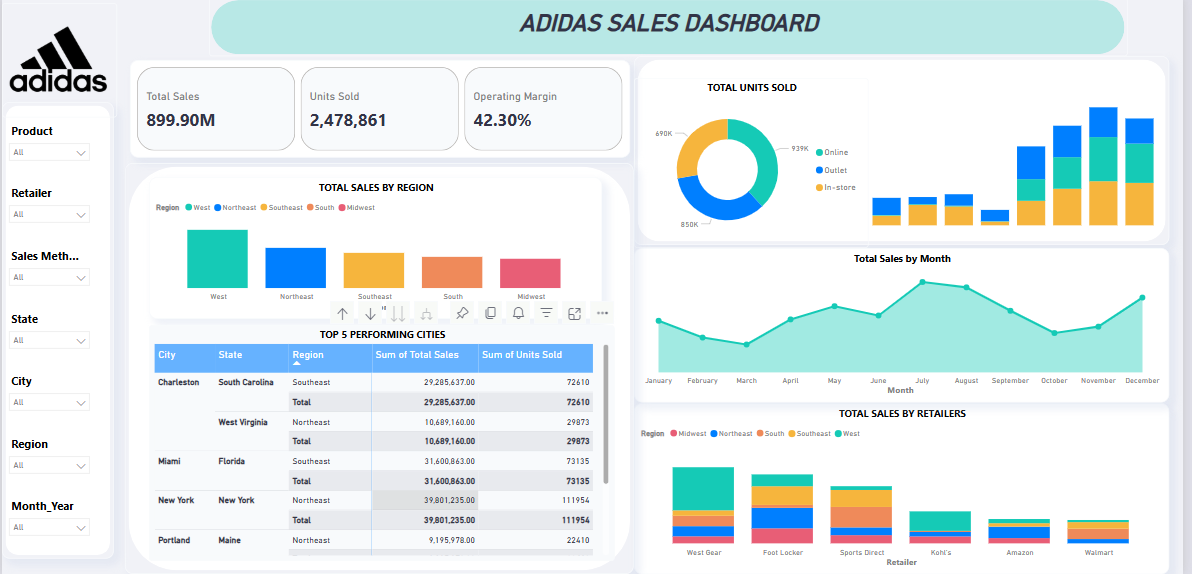 ADIDAS SALES DASHBOARD
adidas
Product
All
Retailer
All
Sales Meth...
All
State
All
City
All
Region
All
Month_Year
All
Total Sales
899.90M
Units Sold
2,478,861
Operating Margin
42.30%
TOTAL SALES BY REGION
Region West Northeast Southeast South Midwest
West Northeast Southeast South Midwest
TOP 5 PERFORMING CITIES
City State Region Sum of Total Sales Sum of Units Sold
Charleston South Carolina Southeast 29,285,637.00 72610
Total 29,285,637.00 72610
West Virginia Northeast 10,689,160.00 29873
Total 10,689,160.00 29873
Miami Florida Southeast 31,600,863.00 73135
Total 31,600,863.00 73135
New York New York Northeast 39,801,235.00 111954
Total 39,801,235.00 111954
Portland Maine Northeast 9,195,978.00 22410
TOTAL UNITS SOLD
690K
939K
850K
Online
Outlet
In-store
Total Sales by Month
January February March April May June July August September October November December
Month
TOTAL SALES BY RETAILERS
Region Midwest Northeast South Southeast West
West Gear Foot Locker Sports Direct Kohl's Amazon Walmart
Retailer